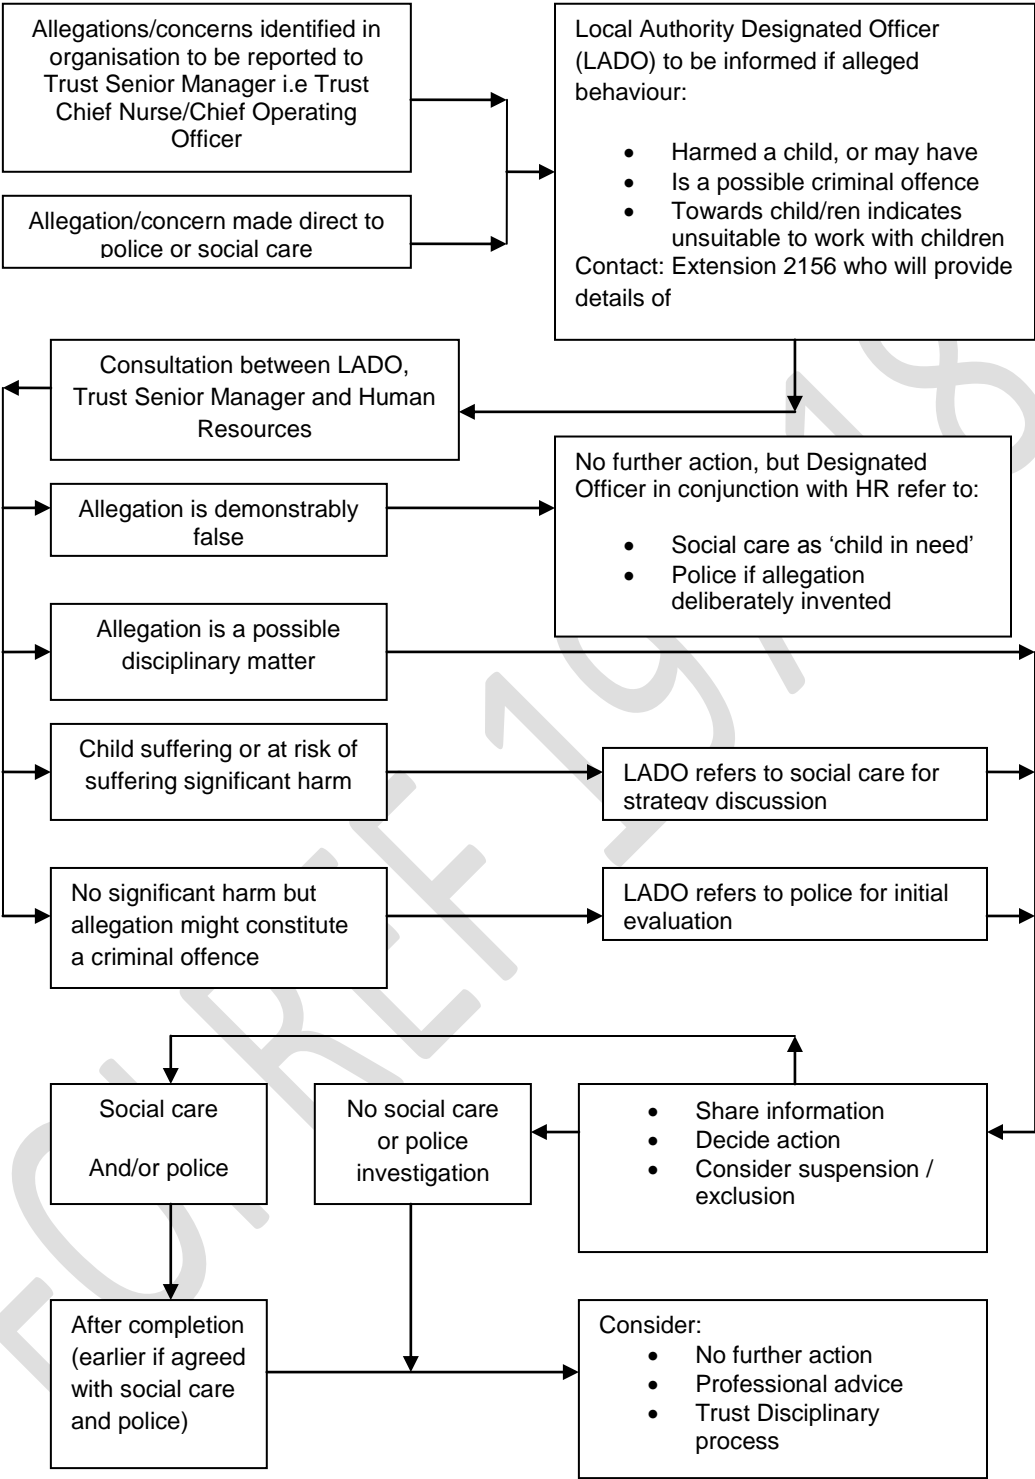 Allegations/concerns identified in
organisation to be reported to
Trust Senior Manager i.e Trust
Chief Nurse/Chief Operating
Officer
Allegation/concern made direct to
police or social care
Local Authority Designated Officer
(LADO) to be informed if alleged
behaviour:
• Harmed a child, or may have
• Is a possible criminal offence
• Towards child/ren indicates
unsuitable to work with children
Contact: Extension 2156 who will provide
details of
Consultation between LADO,
Trust Senior Manager and Human
Resources
Allegation is demonstrably
false
No further action, but Designated
Officer in conjunction with HR refer to:
• Social care as ‘child in need’
• Police if allegation
deliberately invented
Allegation is a possible
disciplinary matter
Child suffering or at risk of
suffering significant harm
LADO refers to social care for
strategy discussion
No significant harm but
allegation might constitute
a criminal offence
LADO refers to police for initial
evaluation
Social care
And/or police
No social care
or police
investigation
• Share information
• Decide action
• Consider suspension /
exclusion
After completion
(earlier if agreed
with social care
and police)
Consider:
• No further action
• Professional advice
• Trust Disciplinary
process